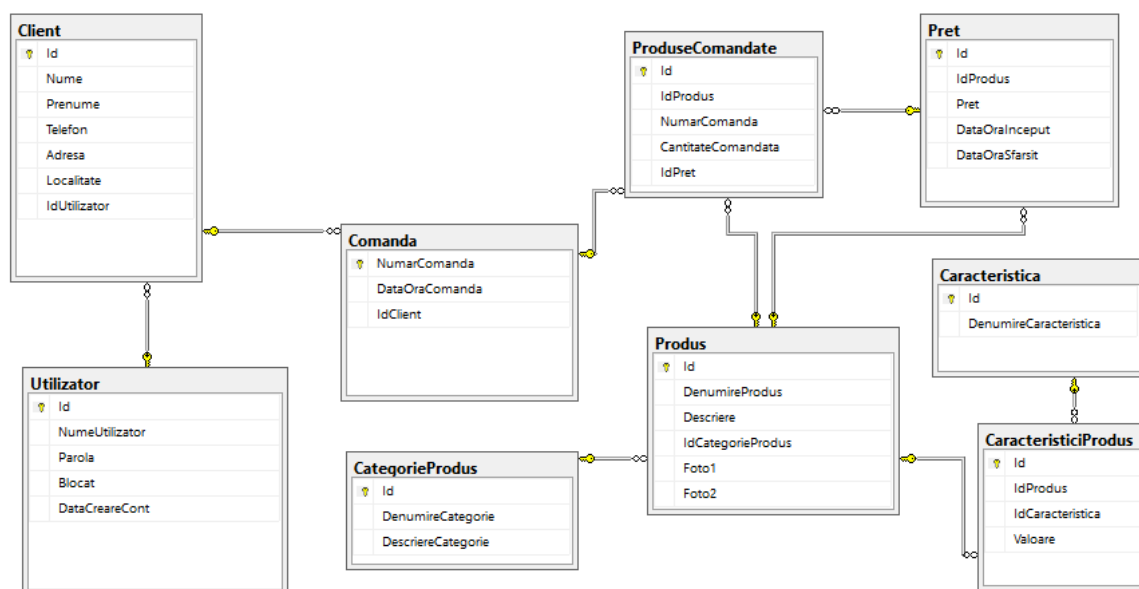 Client
Id
Nume
Prenume
Telefon
Adresa
Localitate
IdUtilizator
ProduseComandate
Id
IdProdus
NumarComanda
CantitateComandata
IdPret
Pret
Id
IdProdus
Pret
DataOraInceput
DataOraSfarsit
Comanda
NumarComanda
DataOraComanda
IdClient
Caracteristica
Id
DenumireCaracteristica
Utilizator
Id
NumeUtilizator
Parola
Blocat
DataCreareCont
Produs
Id
DenumireProdus
Descriere
IdCategorieProdus
Foto1
Foto2
CategorieProdus
Id
DenumireCategorie
DescriereCategorie
CaracteristiciProdus
Id
IdProdus
IdCaracteristica
Valoare